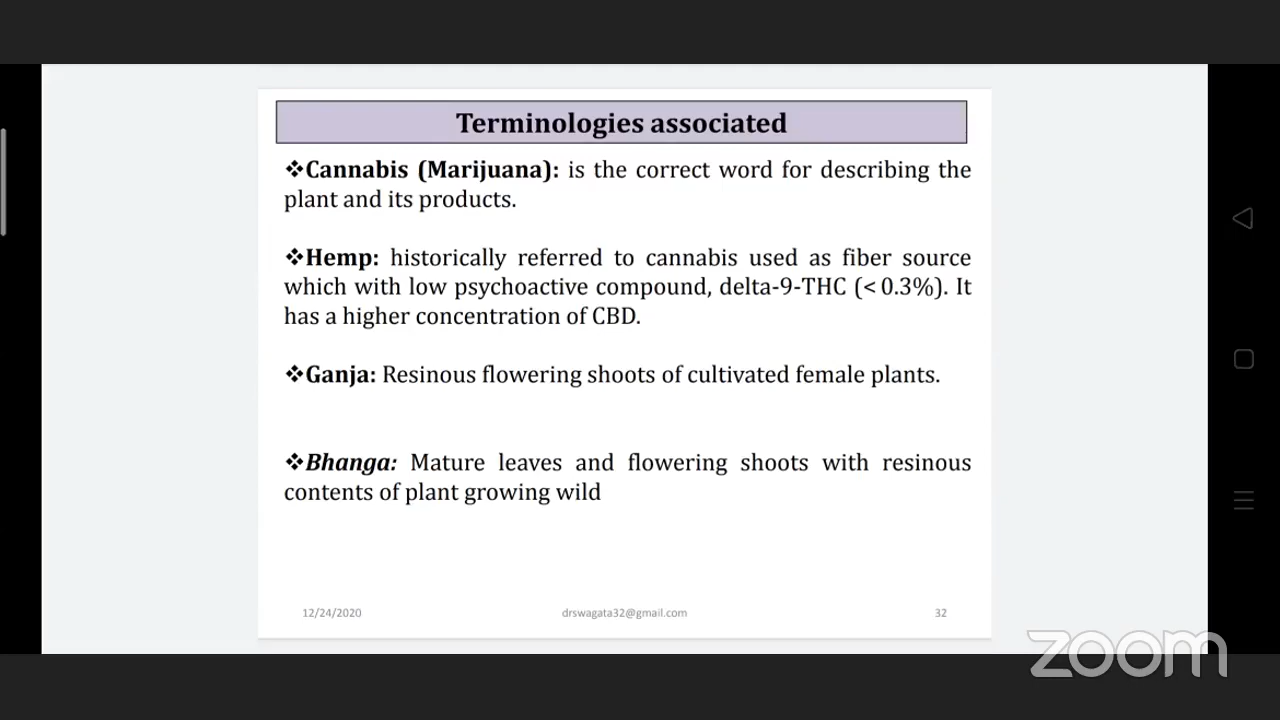 Terminologies associated
❖Cannabis (Marijuana): is the correct word for describing the
plant and its products.
❖Hemp: historically referred to cannabis used as fiber source
which with low psychoactive compound, delta-9-THC (< 0.3%). It
has a higher concentration of CBD.
❖Ganja: Resinous flowering shoots of cultivated female plants.
❖Bhanga: Mature leaves and flowering shoots with resinous
contents of plant growing wild
12/24/2020 drswagata32@gmail.com 32
zoom